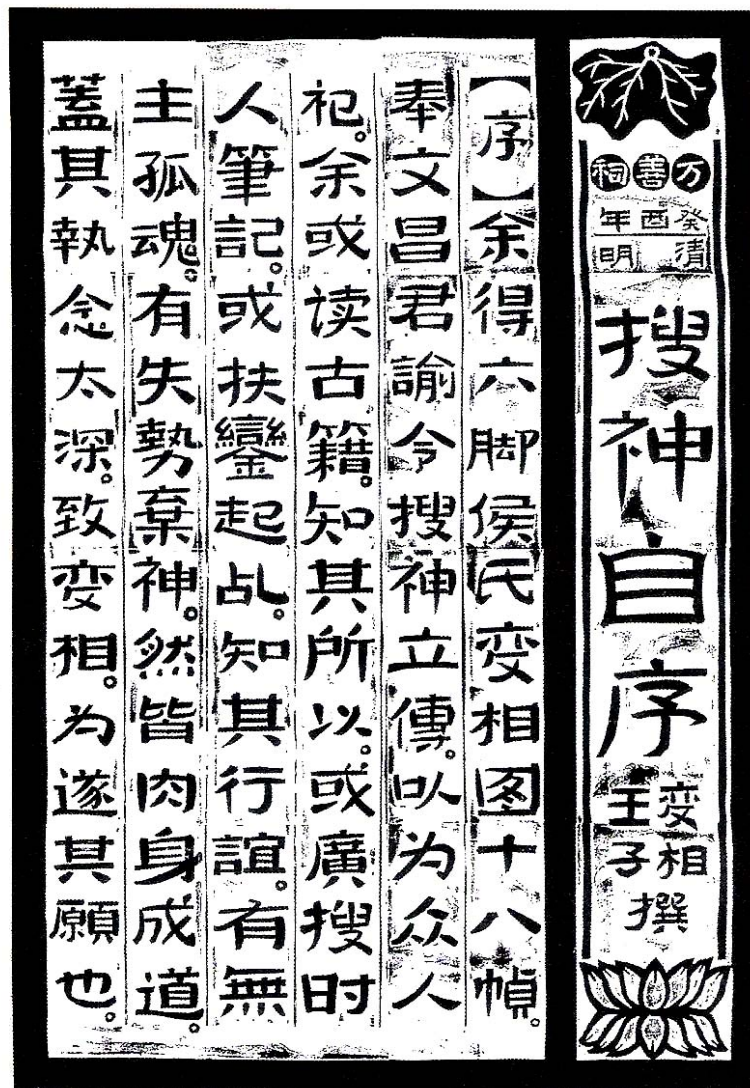 万善祠
癸酉年
清明
搜神自序
变相
王子
撰
【序】余得六脚侯氏变相图十八幀。
奉文昌君諭令搜神立傳。㕥为众人
祀。余或读古籍。知其所以。或廣搜时
人筆記。或扶鑾起乩。知其行誼。有無
主孤魂。有失勢棄神。然皆肉身成道。
蓋其執念太深。致变相。为遂其願也。